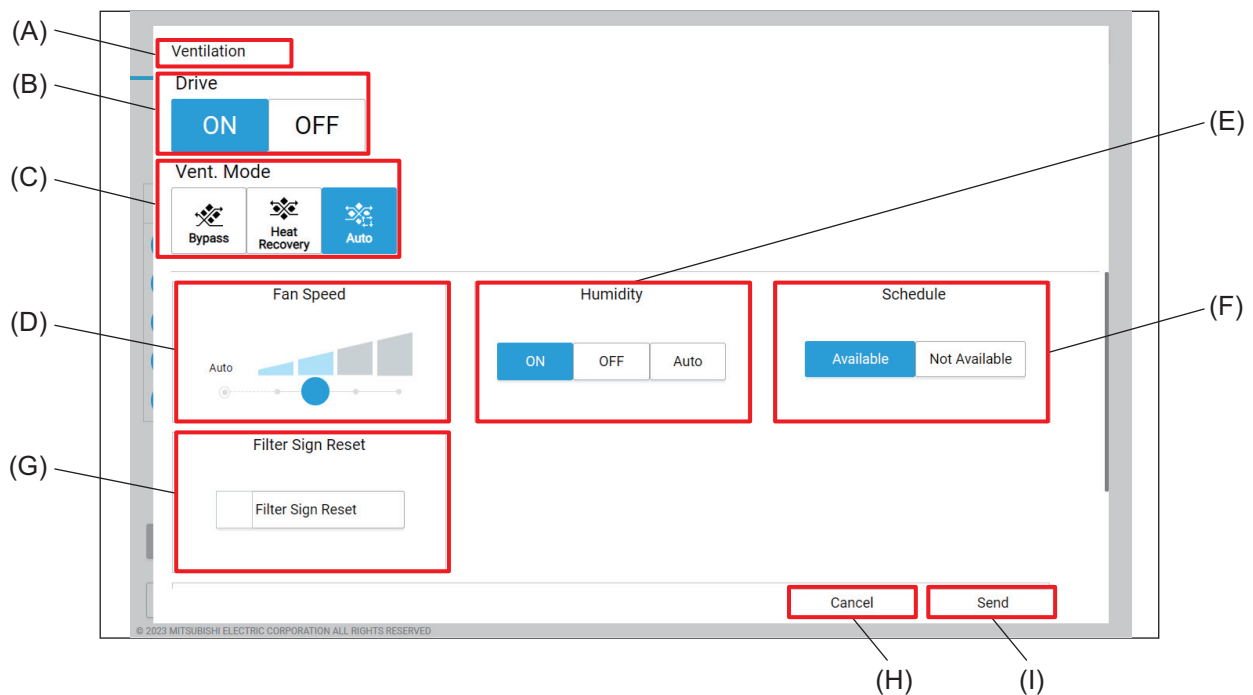 (A)
Ventilation
(B)
Drive
ON
OFF
(C)
Vent. Mode
Bypass
Heat
Recovery
Auto
(D)
Fan Speed
Auto
(E)
Humidity
ON
OFF
Auto
(F)
Schedule
Available
Not Available
(G)
Filter Sign Reset
Filter Sign Reset
Cancel
Send
© 2023 MITSUBISHI ELECTRIC CORPORATION ALL RIGHTS RESERVED
(H)
(I)